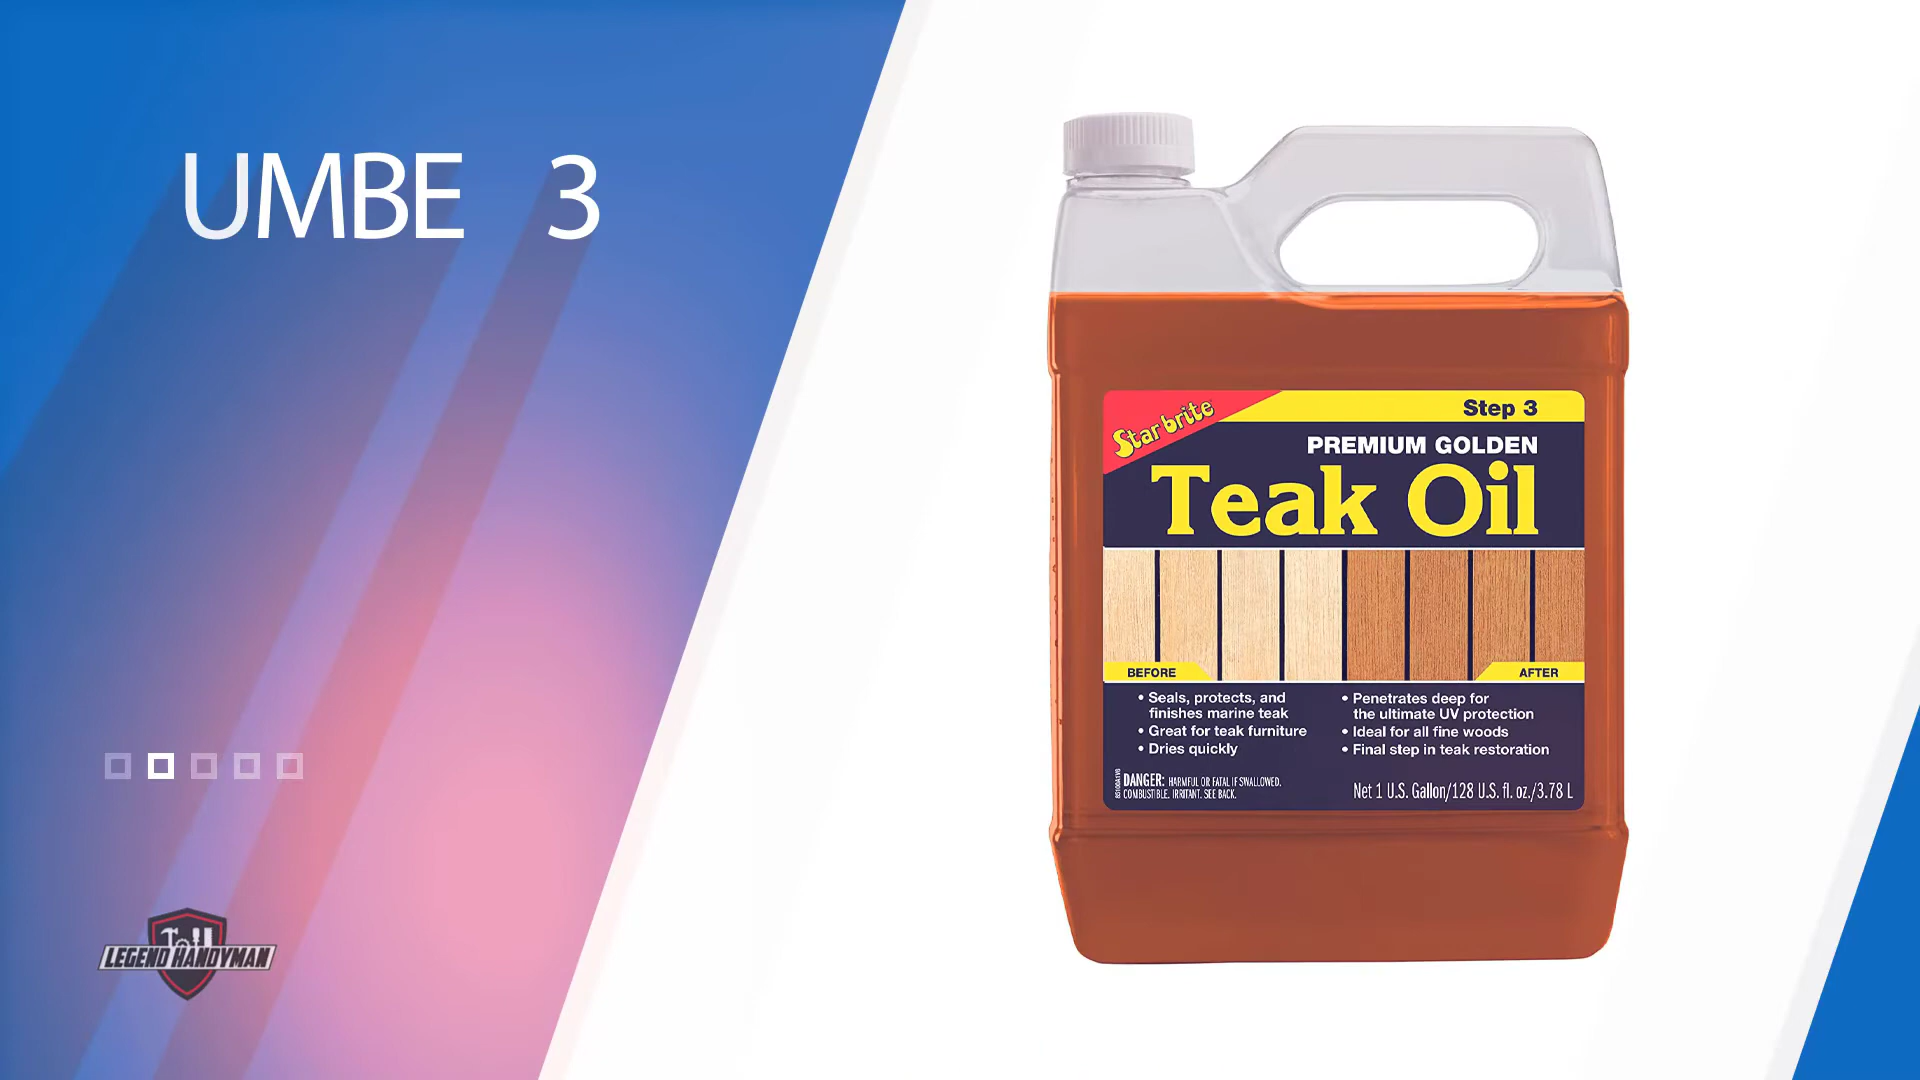 UMBE 3
LEGEND HANDYMAN
Star brite
Step 3
PREMIUM GOLDEN
Teak Oil
BEFORE
AFTER
• Seals, protects, and
finishes marine teak
• Great for teak furniture
• Dries quickly
• Penetrates deep for
the ultimate UV protection
• Ideal for all fine woods
• Final step in teak restoration
DANGER: HARMFUL OR FATAL IF SWALLOWED.
COMBUSTIBLE. IRRITANT. SEE BACK.
Net 1 U.S. Gallon/128 U.S. fl. oz./3.78 L